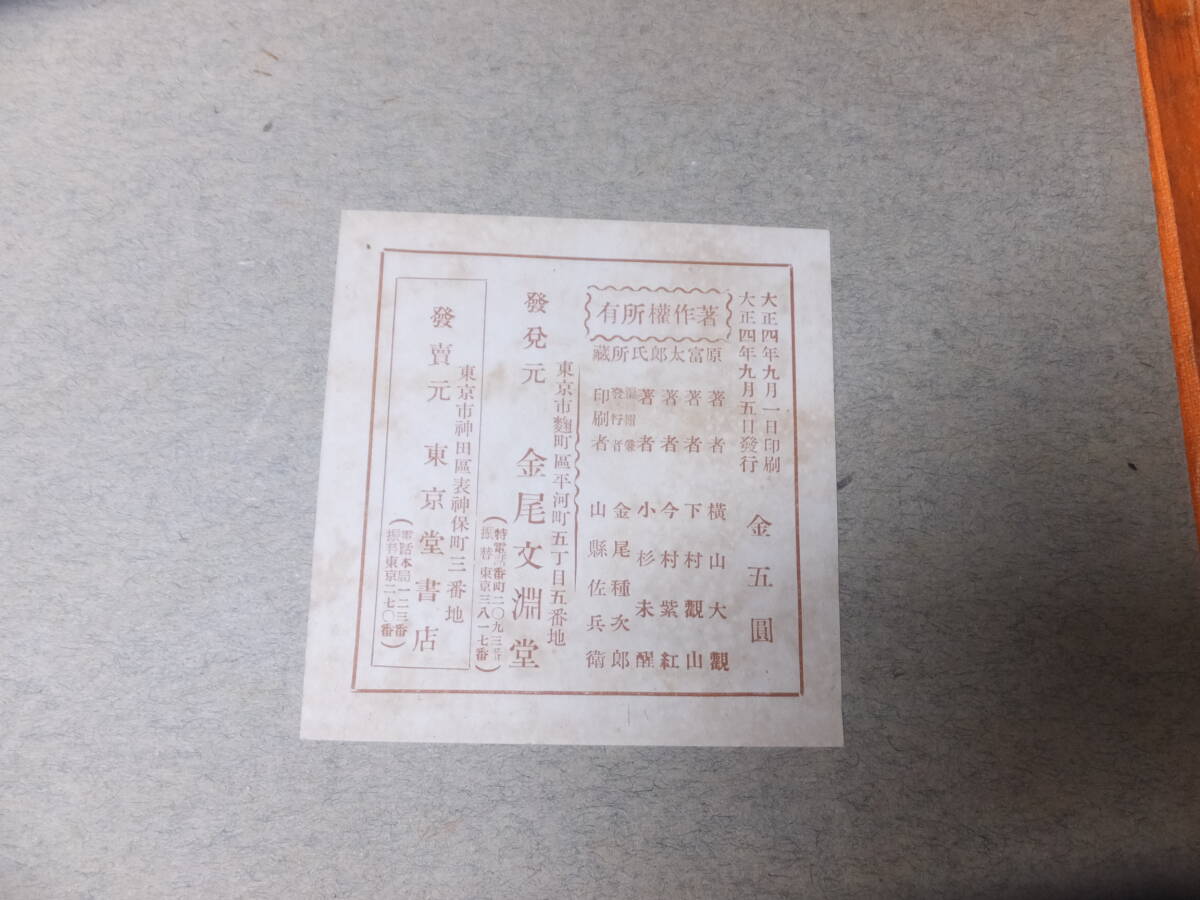 大正四年九月一日印刷
大正四年九月五日發行
金五圓
著作權所有
原富太郎氏所藏
著者 橫山大觀
著者 下村觀山
著者 今村紫紅
著者 小杉未醒
發行者 金尾種次郎
印刷者 山縣佐兵衛
東京市麴町區平河町五丁目五番地
發兌元 金尾文淵堂
(特電話番町二〇九三番
振替東京三八一七番)
東京市神田區表神保町三番地
發賣元 東京堂書店
(電話本局一二三番
振替東京二七〇番)